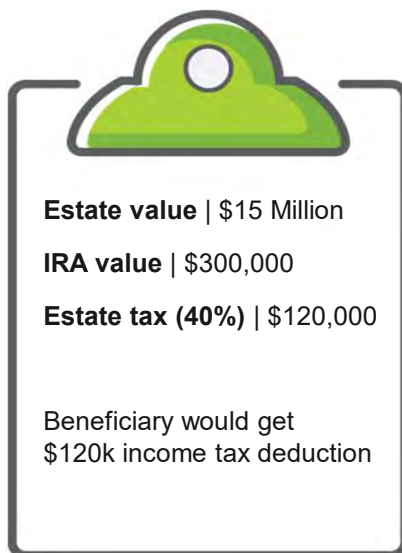 Estate value | $15 Million
IRA value | $300,000
Estate tax (40%) | $120,000
Beneficiary would get
$120k income tax deduction